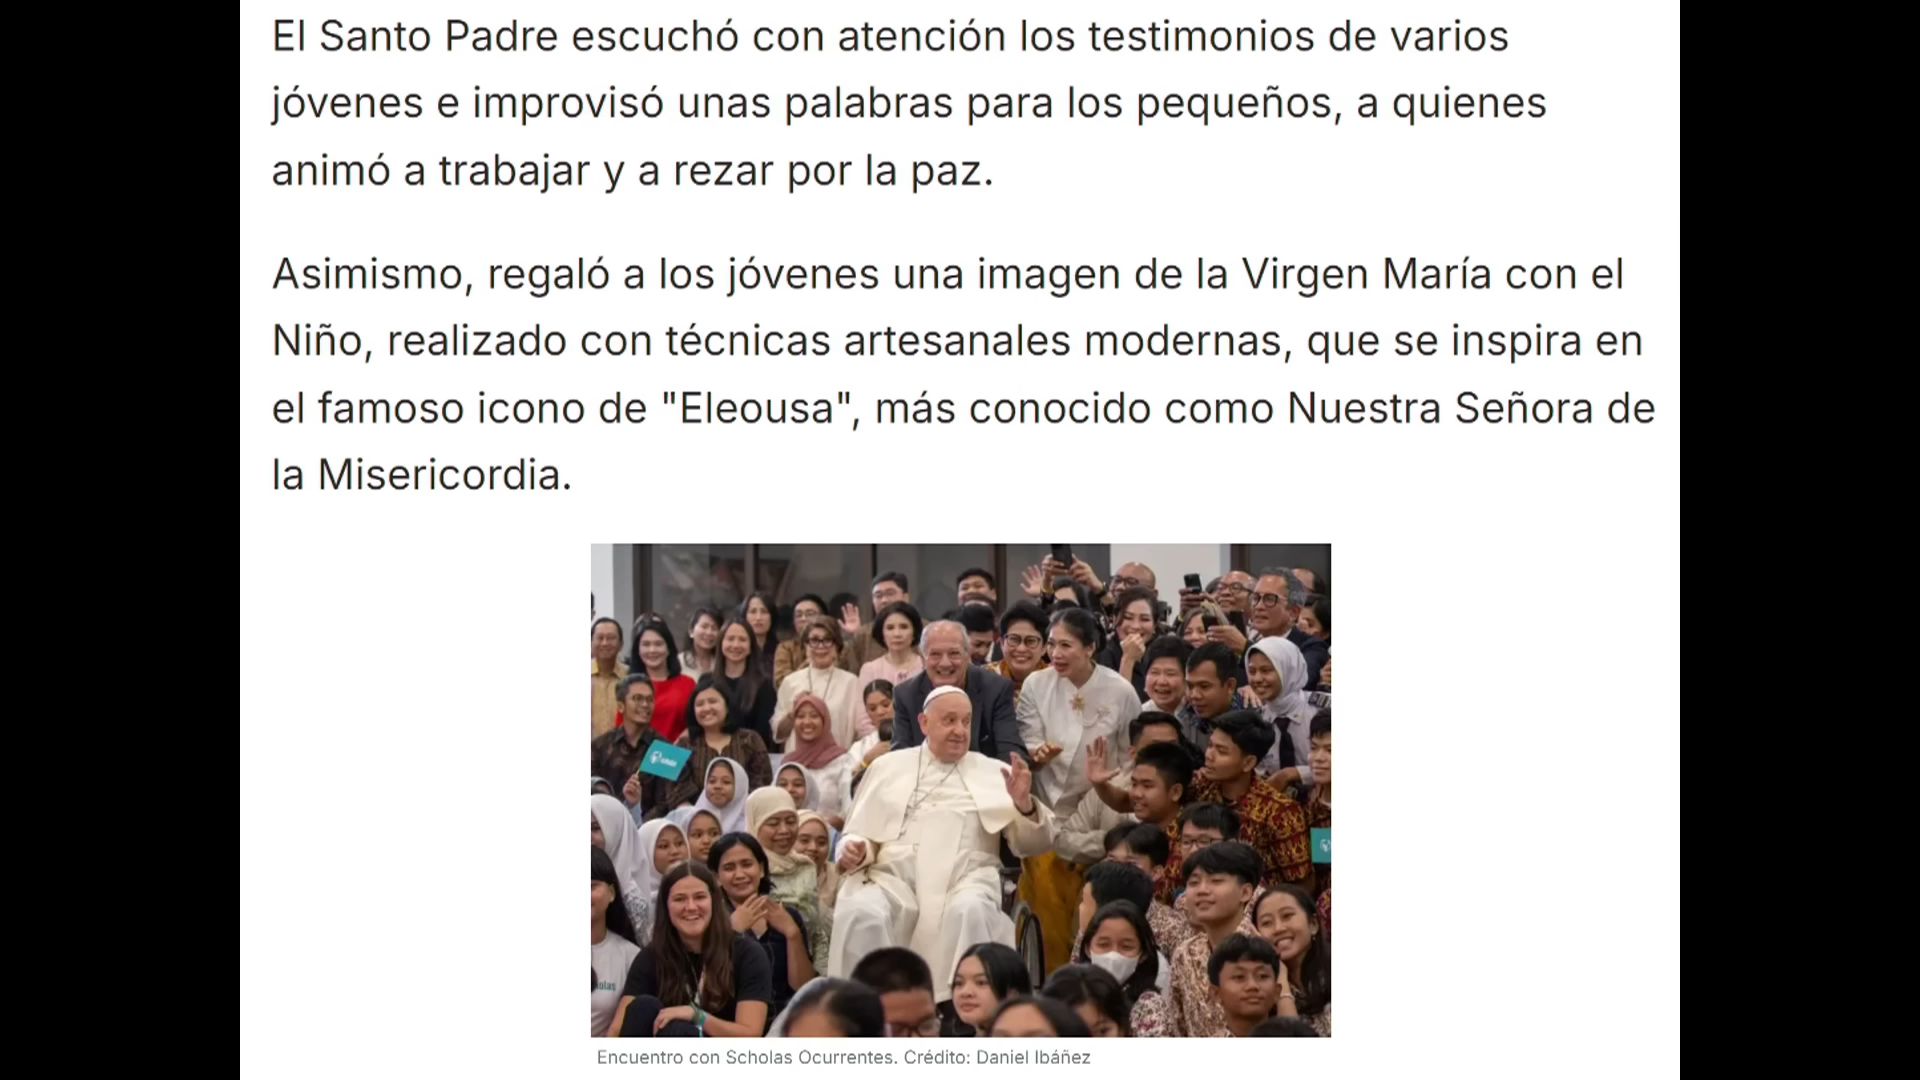 El Santo Padre escuchó con atención los testimonios de varios
jóvenes e improvisó unas palabras para los pequeños, a quienes
animó a trabajar y a rezar por la paz.
Asimismo, regaló a los jóvenes una imagen de la Virgen María con el
Niño, realizado con técnicas artesanales modernas, que se inspira en
el famoso icono de "Eleousa", más conocido como Nuestra Señora de
la Misericordia.
Encuentro con Scholas Ocurrentes. Crédito: Daniel Ibáñez